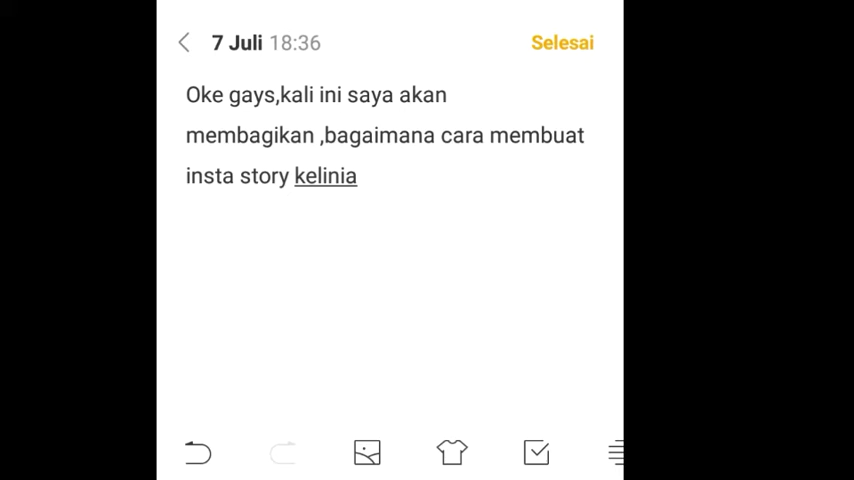 7 Juli 18:36 Selesai
Oke gays,kali ini saya akan
membagikan ,bagaimana cara membuat
insta story kelinia